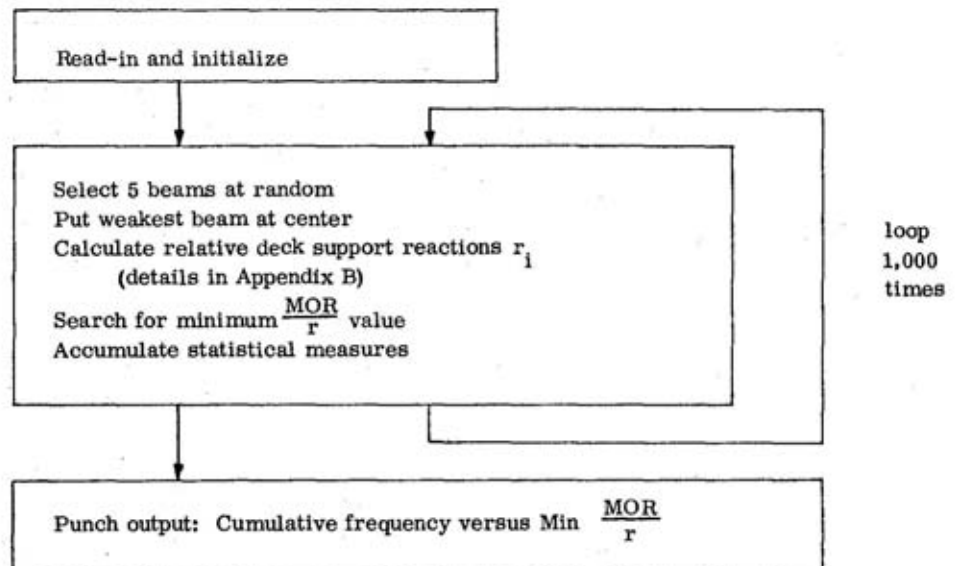 Read-in and initialize
Select 5 beams at random
Put weakest beam at center
Calculate relative deck support reactions r_i
(details in Appendix B)
Search for minimum MOR/r value
Accumulate statistical measures
loop
1,000
times
Punch output: Cumulative frequency versus Min MOR/r